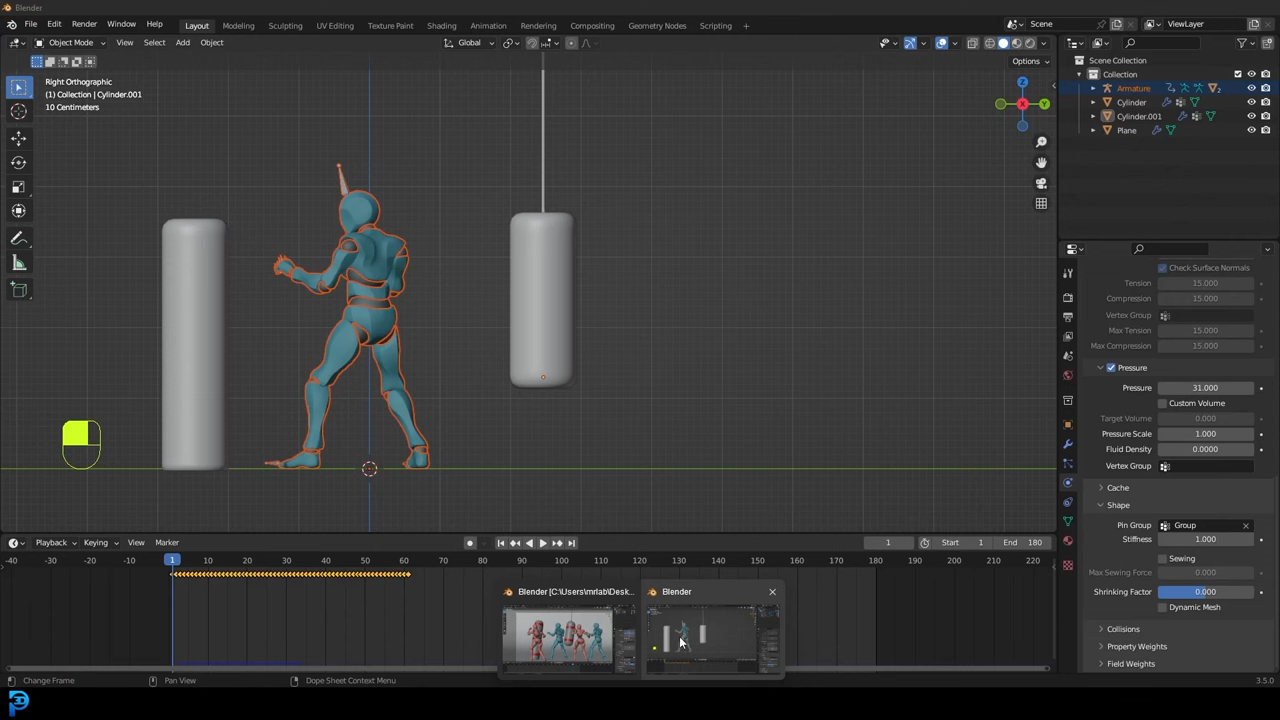 Blender
File Edit Render Window Help
Layout Modeling Sculpting UV Editing Texture Paint Shading Animation Rendering Compositing Geometry Nodes Scripting
Scene
ViewLayer
Object Mode View Select Add Object
Global
Options
Right Orthographic
(1) Collection | Cylinder.001
10 Centimeters
Z
X
Y
Scene Collection
Collection
Armature
2
Cylinder
Cylinder.001
Plane
Check Surface Normals
Tension 15.000
Compression 15.000
Vertex Group
Max Tension 15.000
Max Compression 15.000
Pressure
Pressure 31.000
Custom Volume
Target Volume 0.000
Pressure Scale 1.000
Fluid Density 0.0000
Vertex Group
Cache
Shape
Pin Group Group
Stiffness 1.000
Sewing
Max Sewing Force 0.000
Shrinking Factor 0.000
Dynamic Mesh
Collisions
Property Weights
Field Weights
Playback Keying View Marker
1 Start 1 End 180
-40 -30 -20 -10 1 10 20 30 40 50 60 70 80 90 100 110 120 130 140 150 160 170 180 190 200 210 220
Blender [C:\Users\mrlab\Desk...
Blender
Change Frame Pan View Dope Sheet Context Menu
3.5.0